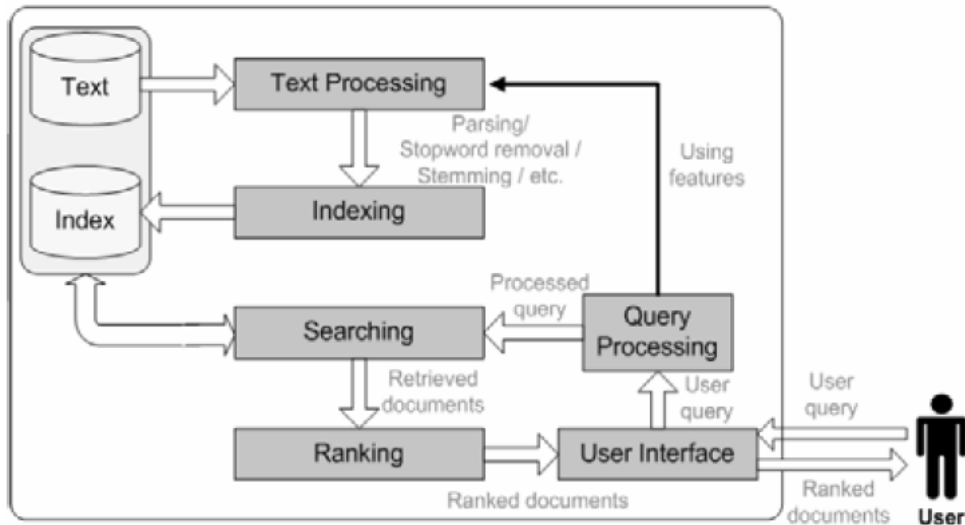 Text
Text Processing
Parsing/
Stopword removal /
Stemming / etc.
Using
features
Index
Indexing
Processed
query
Searching
Query
Processing
Retrieved
documents
User
query
User
query
Ranking
User Interface
Ranked documents
Ranked
documents
User